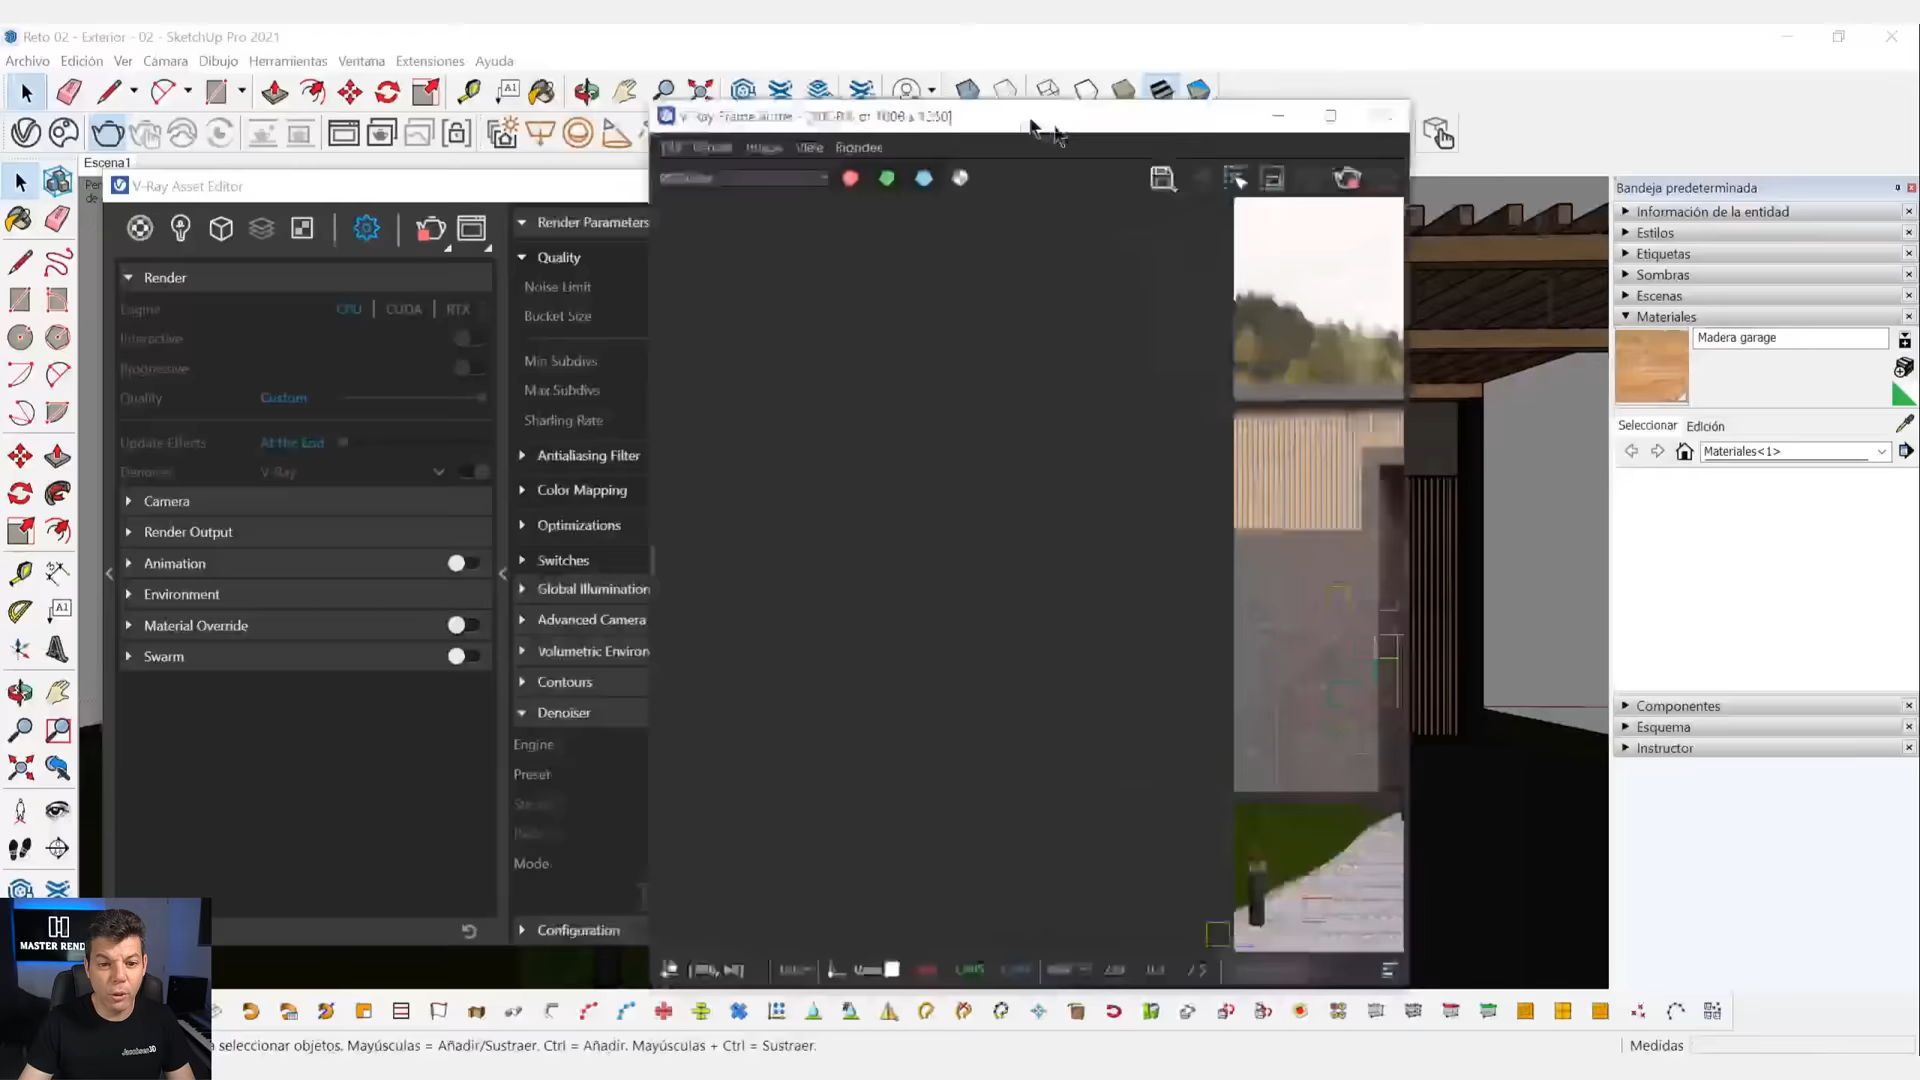 Reto 02 - Exterior - 02 - SketchUp Pro 2021
Archivo Edición Ver Cámara Dibujo Herramientas Ventana Extensiones Ayuda
Escena1
V-Ray Asset Editor
Render
Engine CPU CUDA RTX
Interactive
Progressive
Quality Custom
Update Effects At the End
Denoiser V-Ray
Camera
Render Output
Animation
Environment
Material Override
Swarm
Render Parameters
Quality
Noise Limit
Bucket Size
Min Subdivs
Max Subdivs
Shading Rate
Antialiasing Filter
Color Mapping
Optimizations
Switches
Global Illumination
Advanced Camera
Volumetric Environ
Contours
Denoiser
Engine
Preset
Mode
Configuration
V-Ray Frame
View Render
Bandeja predeterminada
Información de la entidad
Estilos
Etiquetas
Sombras
Escenas
Materiales
Madera garage
Seleccionar Edición
Materiales<1>
Componentes
Esquema
Instructor
MASTER REND
Jacobson3D
seleccionar objetos. Mayúsculas = Añadir/Sustraer. Ctrl = Añadir. Mayúsculas + Ctrl = Sustraer.
Medidas